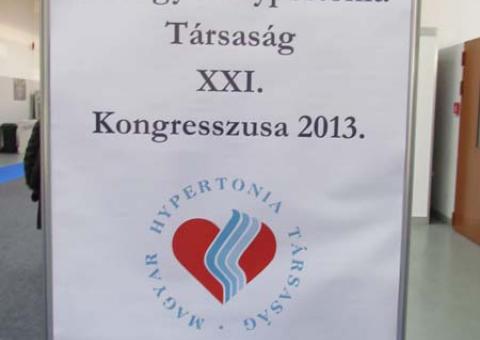 Társaság
XXI.
Kongresszusa 2013.
MAGYAR HYPERTONIA TÁRSASÁG •